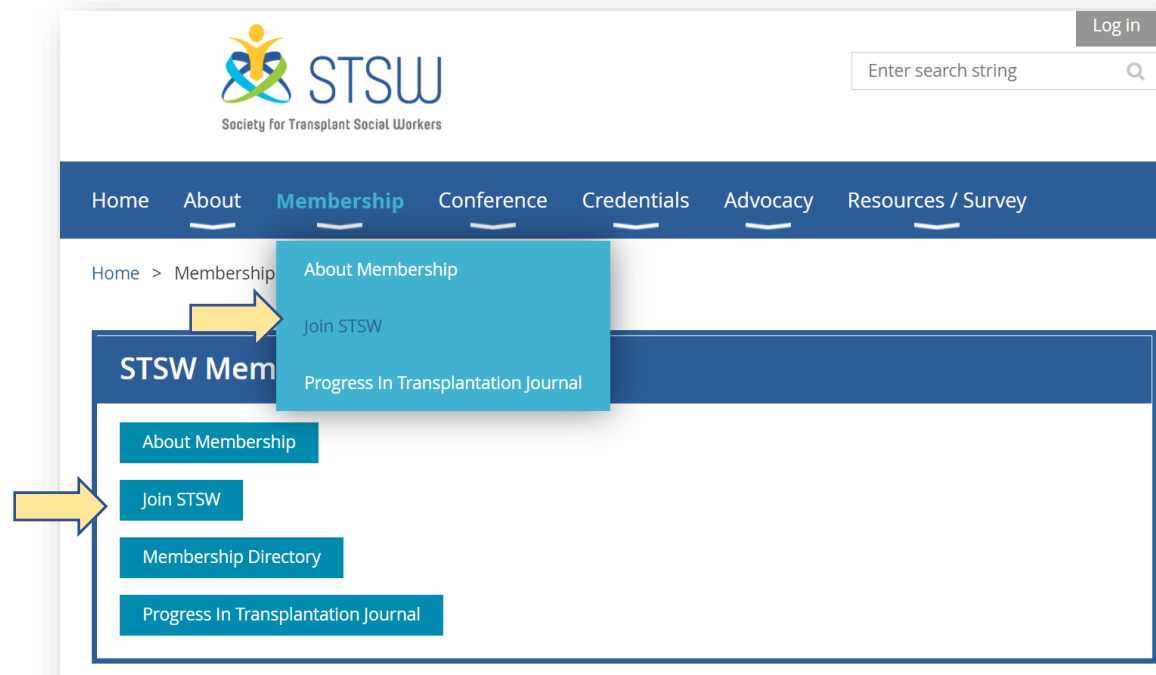 Log in
STSW
Enter search string
Society for Transplant Social Workers
Home About Membership Conference Credentials Advocacy Resources / Survey
Home > Membership
About Membership
Join STSW
Progress In Transplantation Journal
STSW Mem
About Membership
Join STSW
Membership Directory
Progress In Transplantation Journal